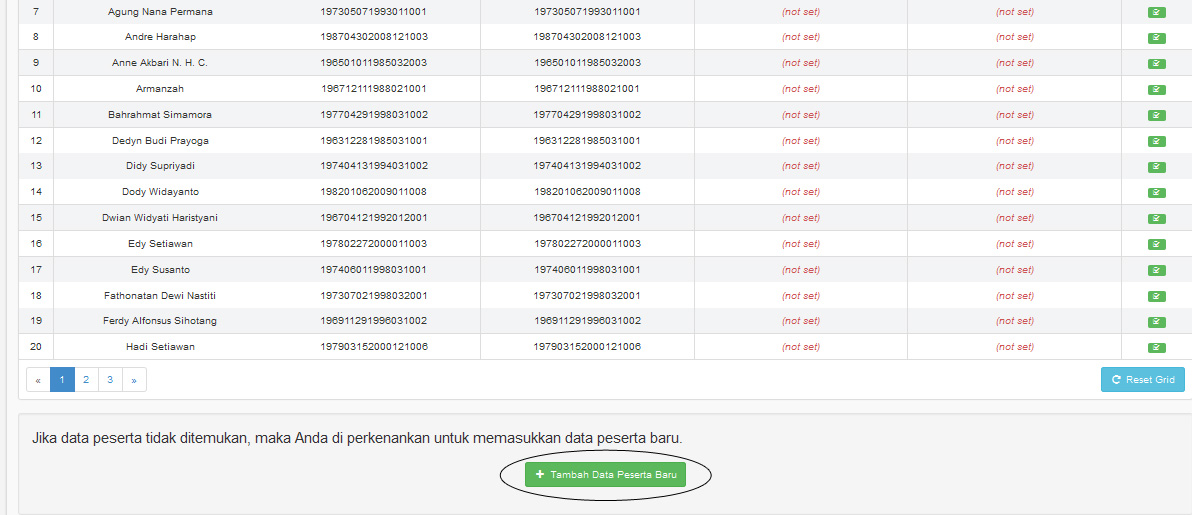 7 Agung Nana Permana 197305071993011001 197305071993011001 (not set) (not set)
8 Andre Harahap 198704302008121003 198704302008121003 (not set) (not set)
9 Anne Akbari N. H. C. 196501011985032003 196501011985032003 (not set) (not set)
10 Armanzah 196712111988021001 196712111988021001 (not set) (not set)
11 Bahrahmat Simamora 197704291998031002 197704291998031002 (not set) (not set)
12 Dedyn Budi Prayoga 196312281985031001 196312281985031001 (not set) (not set)
13 Didy Supriyadi 197404131994031002 197404131994031002 (not set) (not set)
14 Dody Widayanto 198201062009011008 198201062009011008 (not set) (not set)
15 Dwian Widyati Haristyani 196704121992012001 196704121992012001 (not set) (not set)
16 Edy Setiawan 197802272000011003 197802272000011003 (not set) (not set)
17 Edy Susanto 197406011998031001 197406011998031001 (not set) (not set)
18 Fathonatan Dewi Nastiti 197307021998032001 197307021998032001 (not set) (not set)
19 Ferdy Alfonsus Sihotang 196911291996031002 196911291996031002 (not set) (not set)
20 Hadi Setiawan 197903152000121006 197903152000121006 (not set) (not set)
« 1 2 3 » Reset Grid
Jika data peserta tidak ditemukan, maka Anda di perkenankan untuk memasukkan data peserta baru.
+ Tambah Data Peserta Baru